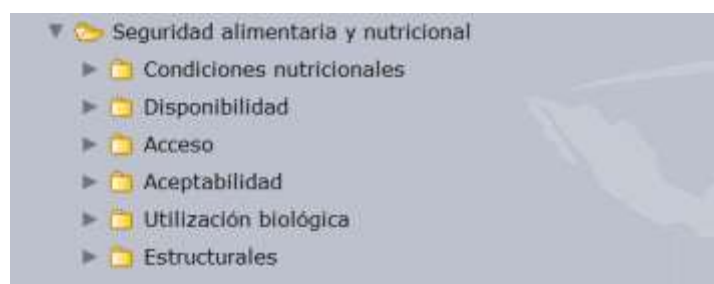 Seguridad alimentaria y nutricional
Condiciones nutricionales
Disponibilidad
Acceso
Aceptabilidad
Utilización biológica
Estructurales